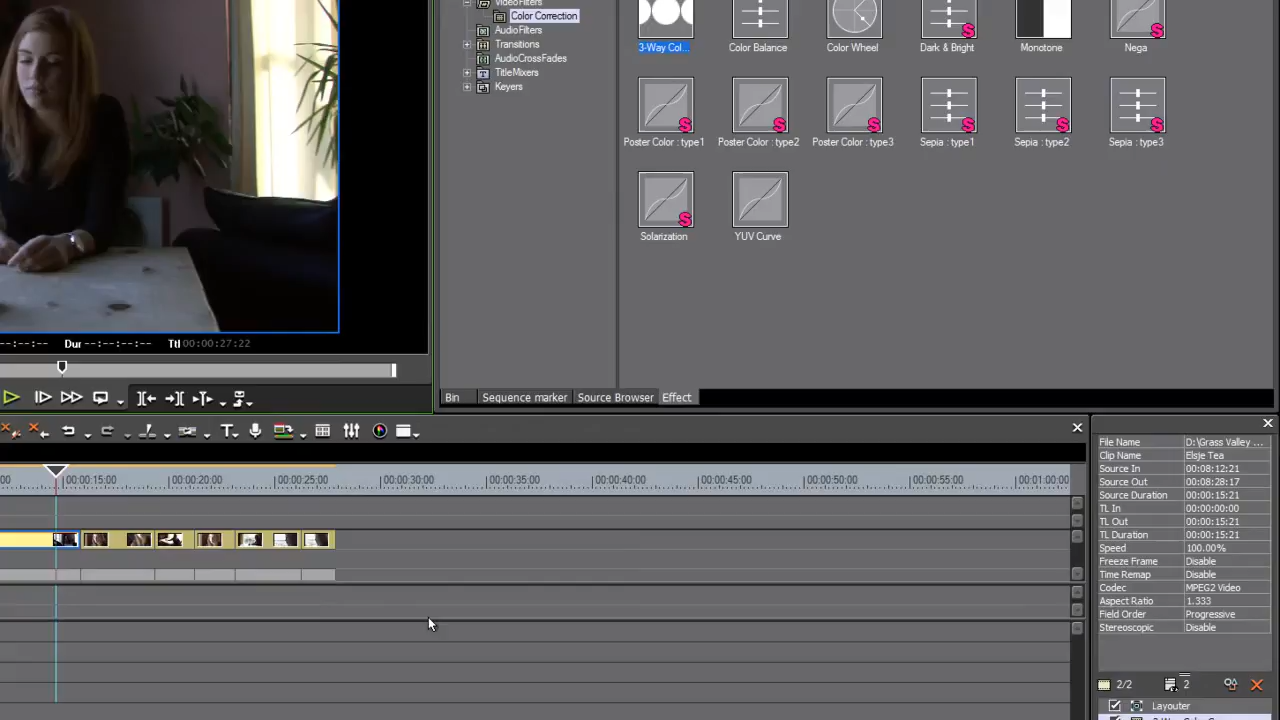 VideoFilters
Color Correction
AudioFilters
Transitions
AudioCrossFades
TitleMixers
Keyers
3-Way Col...
Color Balance
Color Wheel
Dark & Bright
Monotone
Nega
Poster Color : type1
Poster Color : type2
Poster Color : type3
Sepia : type1
Sepia : type2
Sepia : type3
Solarization
YUV Curve
--:--:-- Dur --:--:--:-- Ttl 00:00:27:22
Bin
Sequence marker
Source Browser
Effect
00 00:00:15:00 00:00:20:00 00:00:25:00 00:00:30:00 00:00:35:00 00:00:40:00 00:00:45:00 00:00:50:00 00:00:55:00 00:01:00:00
File Name D:\Grass Valley ...
Clip Name Elsje Tea
Source In 00:08:12:21
Source Out 00:08:28:17
Source Duration 00:00:15:21
TL In 00:00:00:00
TL Out 00:00:15:21
TL Duration 00:00:15:21
Speed 100.00%
Freeze Frame Disable
Time Remap Disable
Codec MPEG2 Video
Aspect Ratio 1.333
Field Order Progressive
Stereoscopic Disable
2/2 2
Layouter